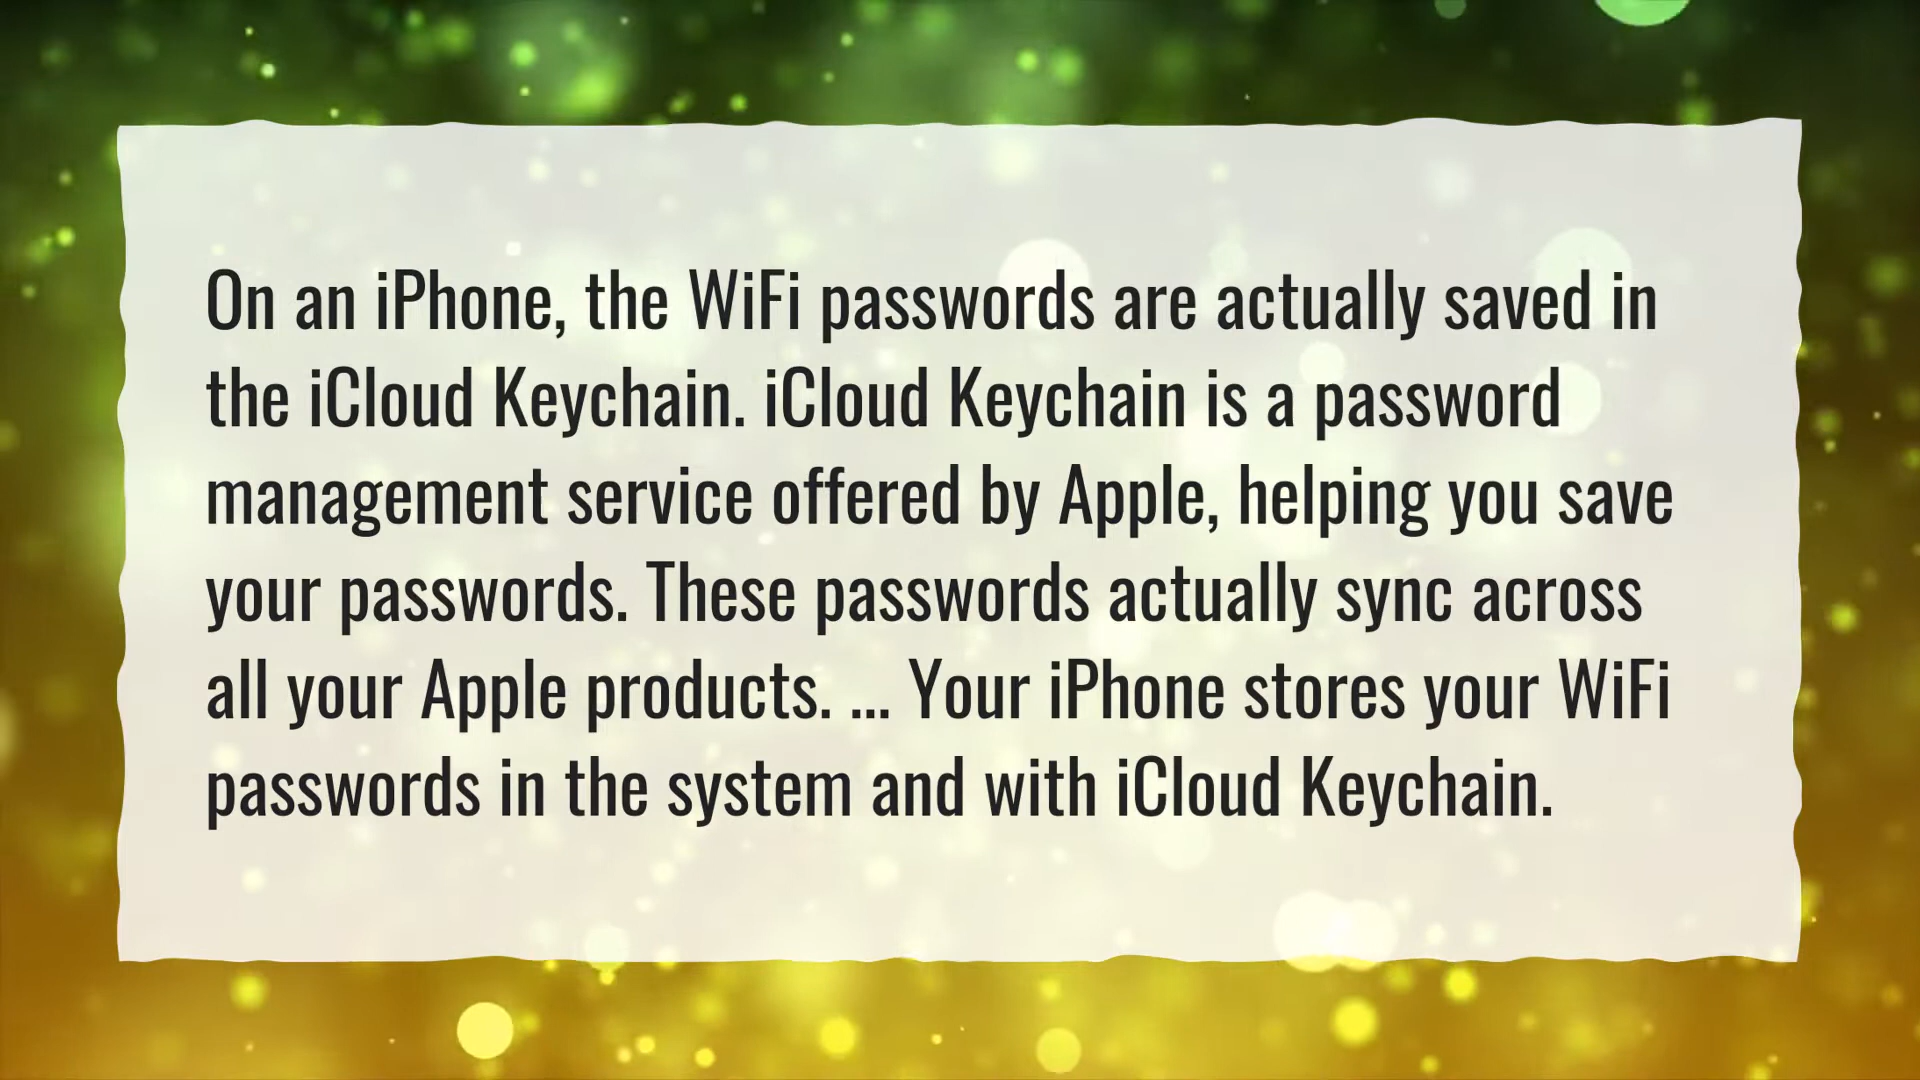 On an iPhone, the WiFi passwords are actually saved in
the iCloud Keychain. iCloud Keychain is a password
management service offered by Apple, helping you save
your passwords. These passwords actually sync across
all your Apple products. ... Your iPhone stores your WiFi
passwords in the system and with iCloud Keychain.